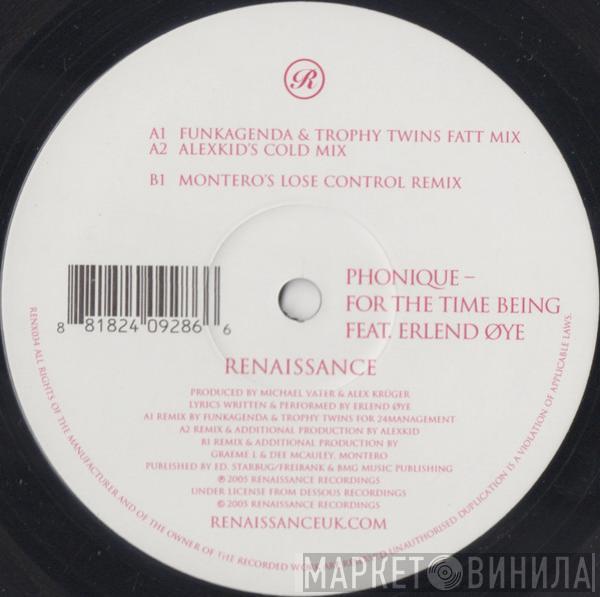 R
A1 FUNKAGENDA & TROPHY TWINS FATT MIX
A2 ALEXKID'S COLD MIX
B1 MONTERO'S LOSE CONTROL REMIX
8 81824 09286 6
PHONIQUE –
FOR THE TIME BEING
FEAT. ERLEND ØYE
RENAISSANCE
PRODUCED BY MICHAEL VATER & ALEX KRÜGER
LYRICS WRITTEN & PERFORMED BY ERLEND ØYE
A1 REMIX BY FUNKAGENDA & TROPHY TWINS FOR 24MANAGEMENT
A2 REMIX & ADDITIONAL PRODUCTION BY ALEXKID
B1 REMIX & ADDITIONAL PRODUCTION BY
GRAEME L & DEE MCAULEY, MONTERO
PUBLISHED BY ED. STARBUG/FREIBANK & BMG MUSIC PUBLISHING
℗ 2005 RENAISSANCE RECORDINGS
UNDER LICENSE FROM DESSOUS RECORDINGS
© 2005 RENAISSANCE RECORDINGS
RENAISSANCEUK.COM
RENX034 ALL RIGHTS OF THE MANUFACTURER AND OF THE OWNER OF THE RECORDED WORK ARE RESERVED. UNAUTHORISED DUPLICATION IS A VIOLATION OF APPLICABLE LAWS.
МАРКЕТ ВИНИЛА